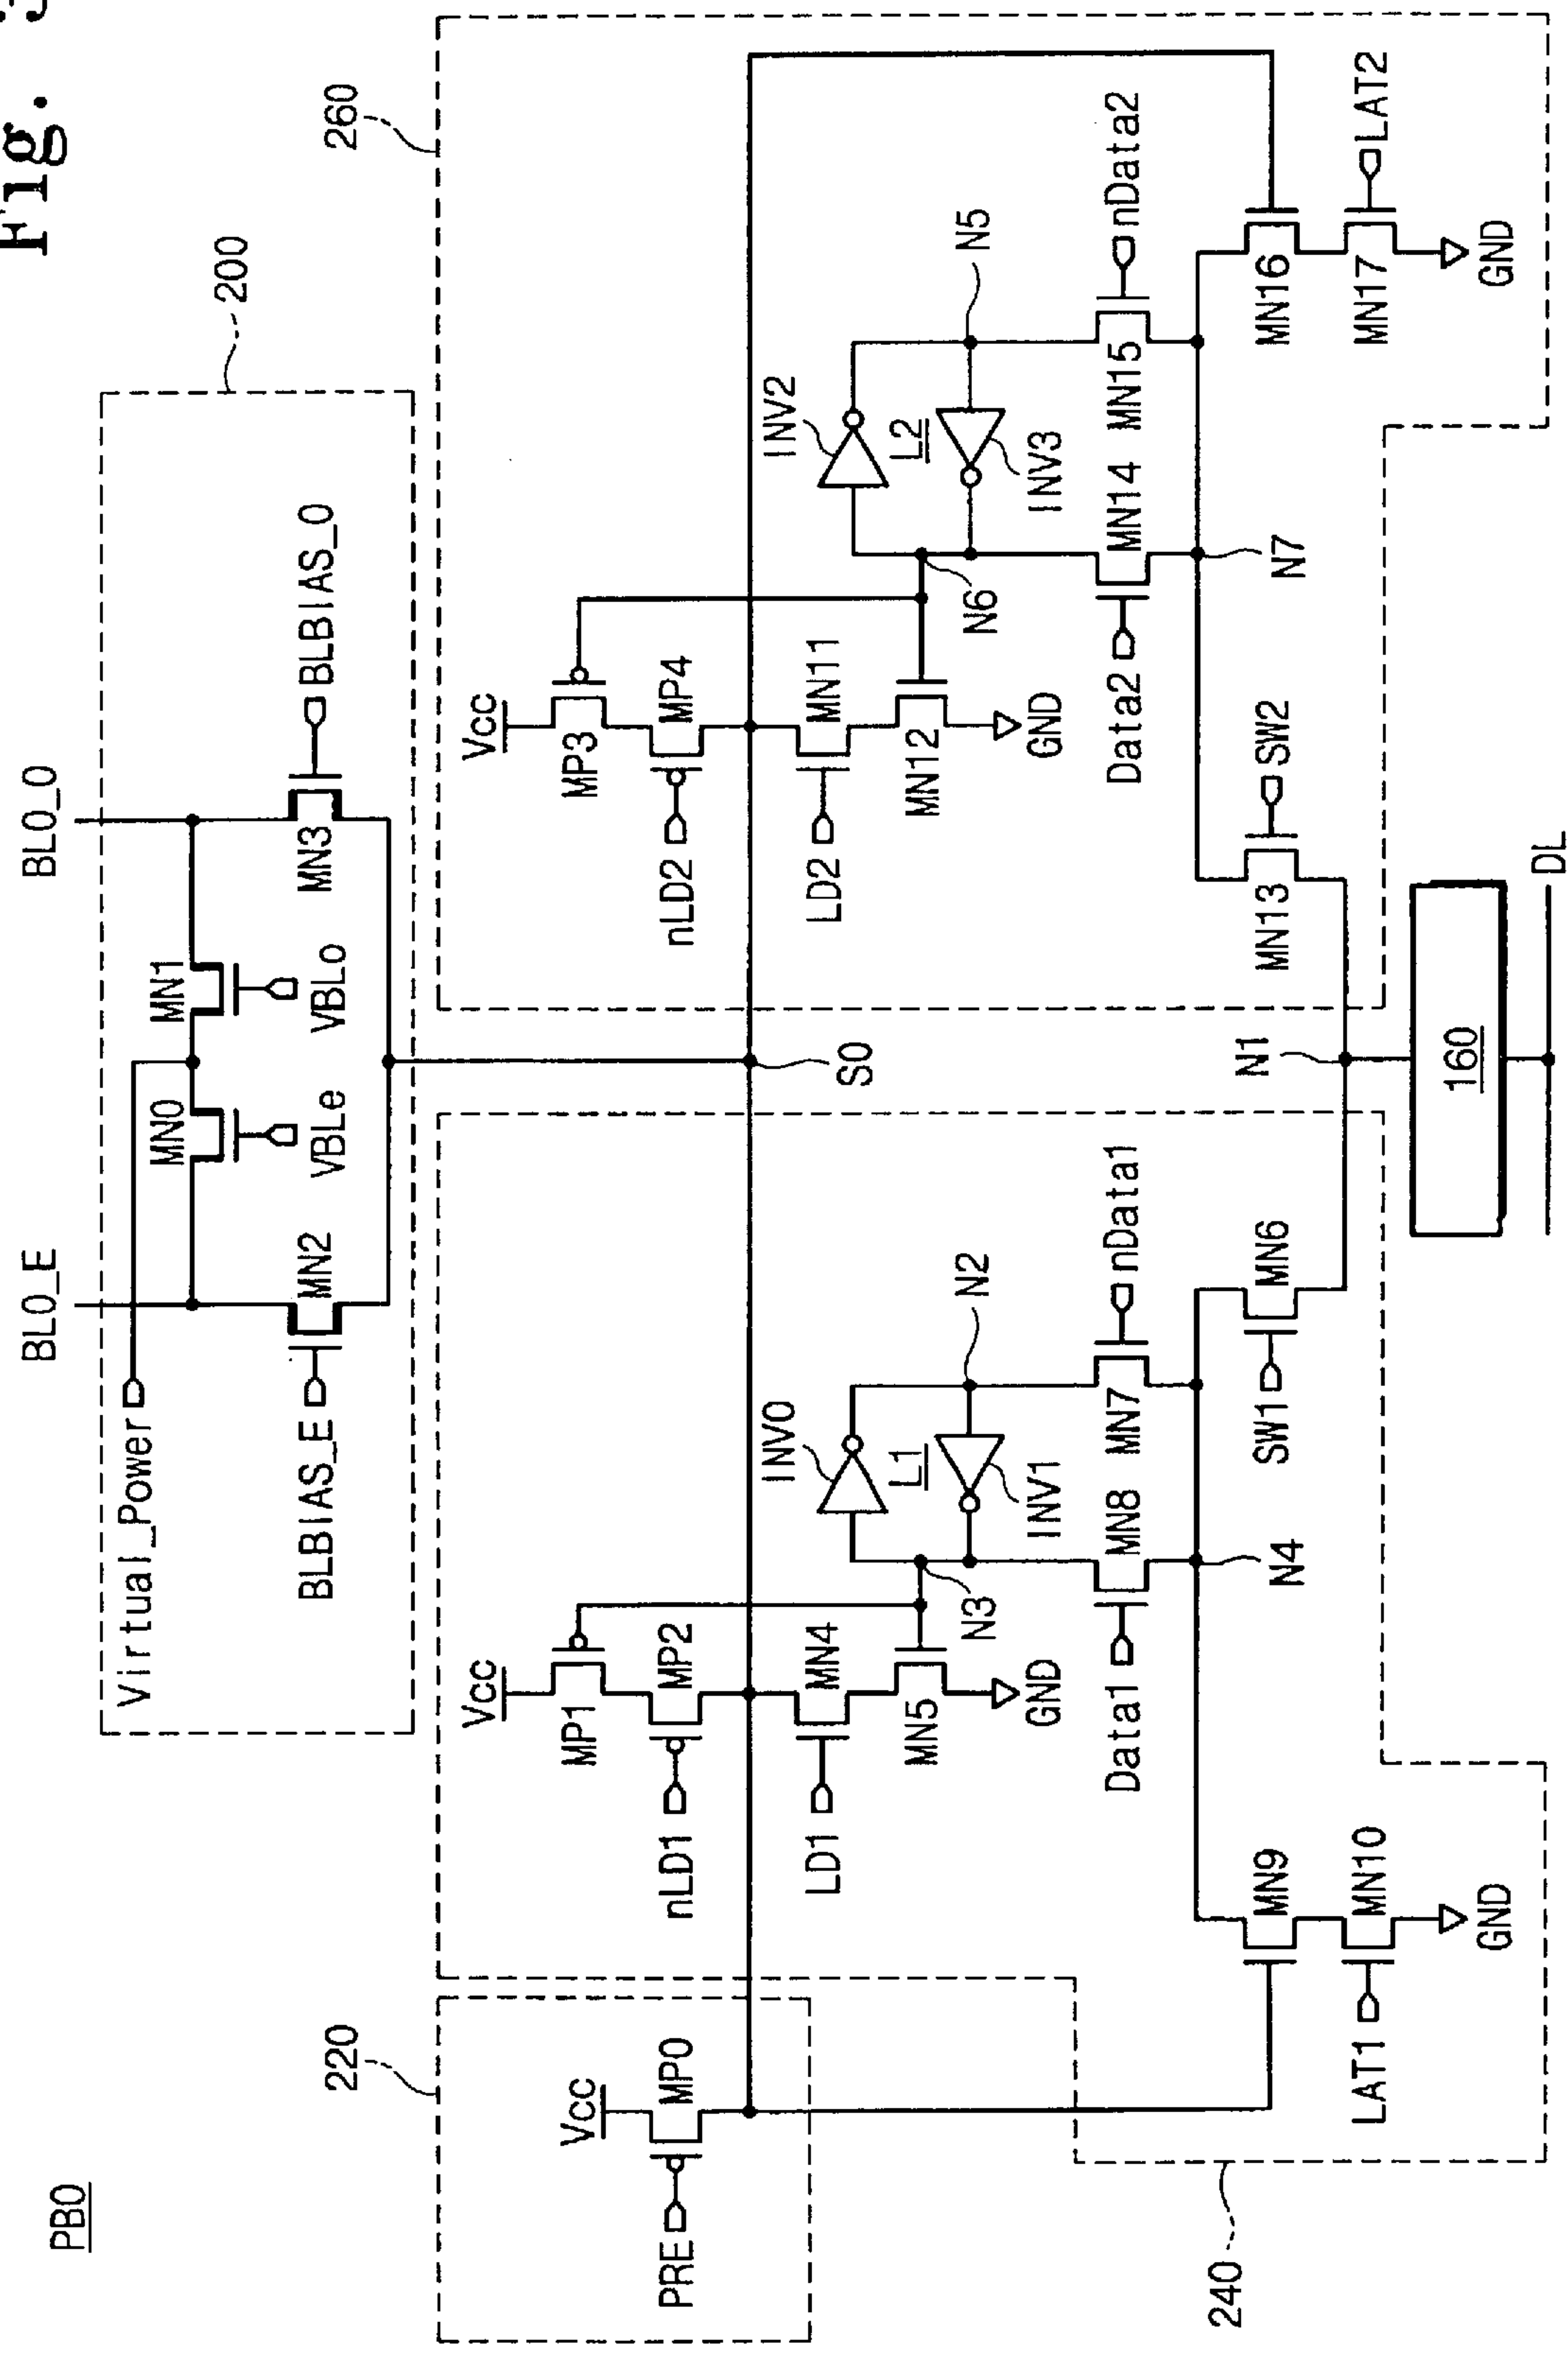 Fig.
PB0
BL0_E
BL0_O
Virtual_Power
MN0
MN1
200
VBLe
VBLo
BLBIAS_E
MN2
MN3
BLBIAS_O
220
260
Vcc
Vcc
Vcc
MP1
MP3
PRE
MP0
nLD1
MP2
nLD2
MP4
S0
LD1
MN4
INV0
LD2
MN11
INV2
L1
L2
MN5
N3
N2
MN12
N6
N5
GND
INV1
GND
INV3
Data1
MN8
MN7
nData1
Data2
MN14
MN15
nData2
240
N4
N7
MN9
SW1
MN6
N1
MN13
SW2
MN16
LAT1
MN10
MN17
LAT2
GND
160
GND
DL